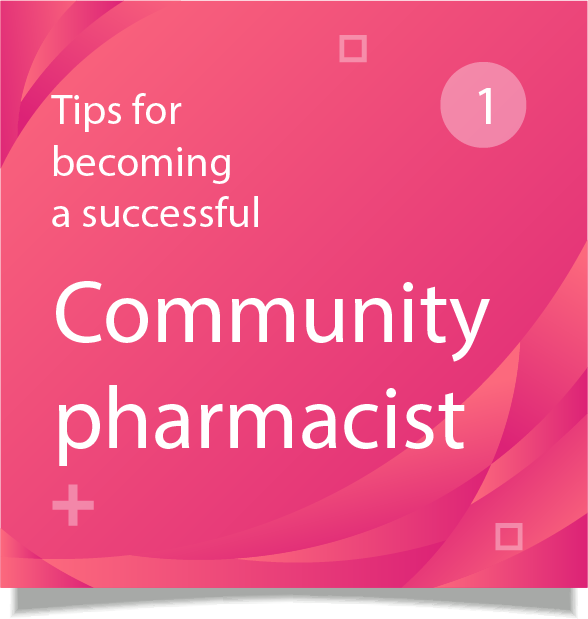 1
Tips for
becoming
a successful
Community
pharmacist